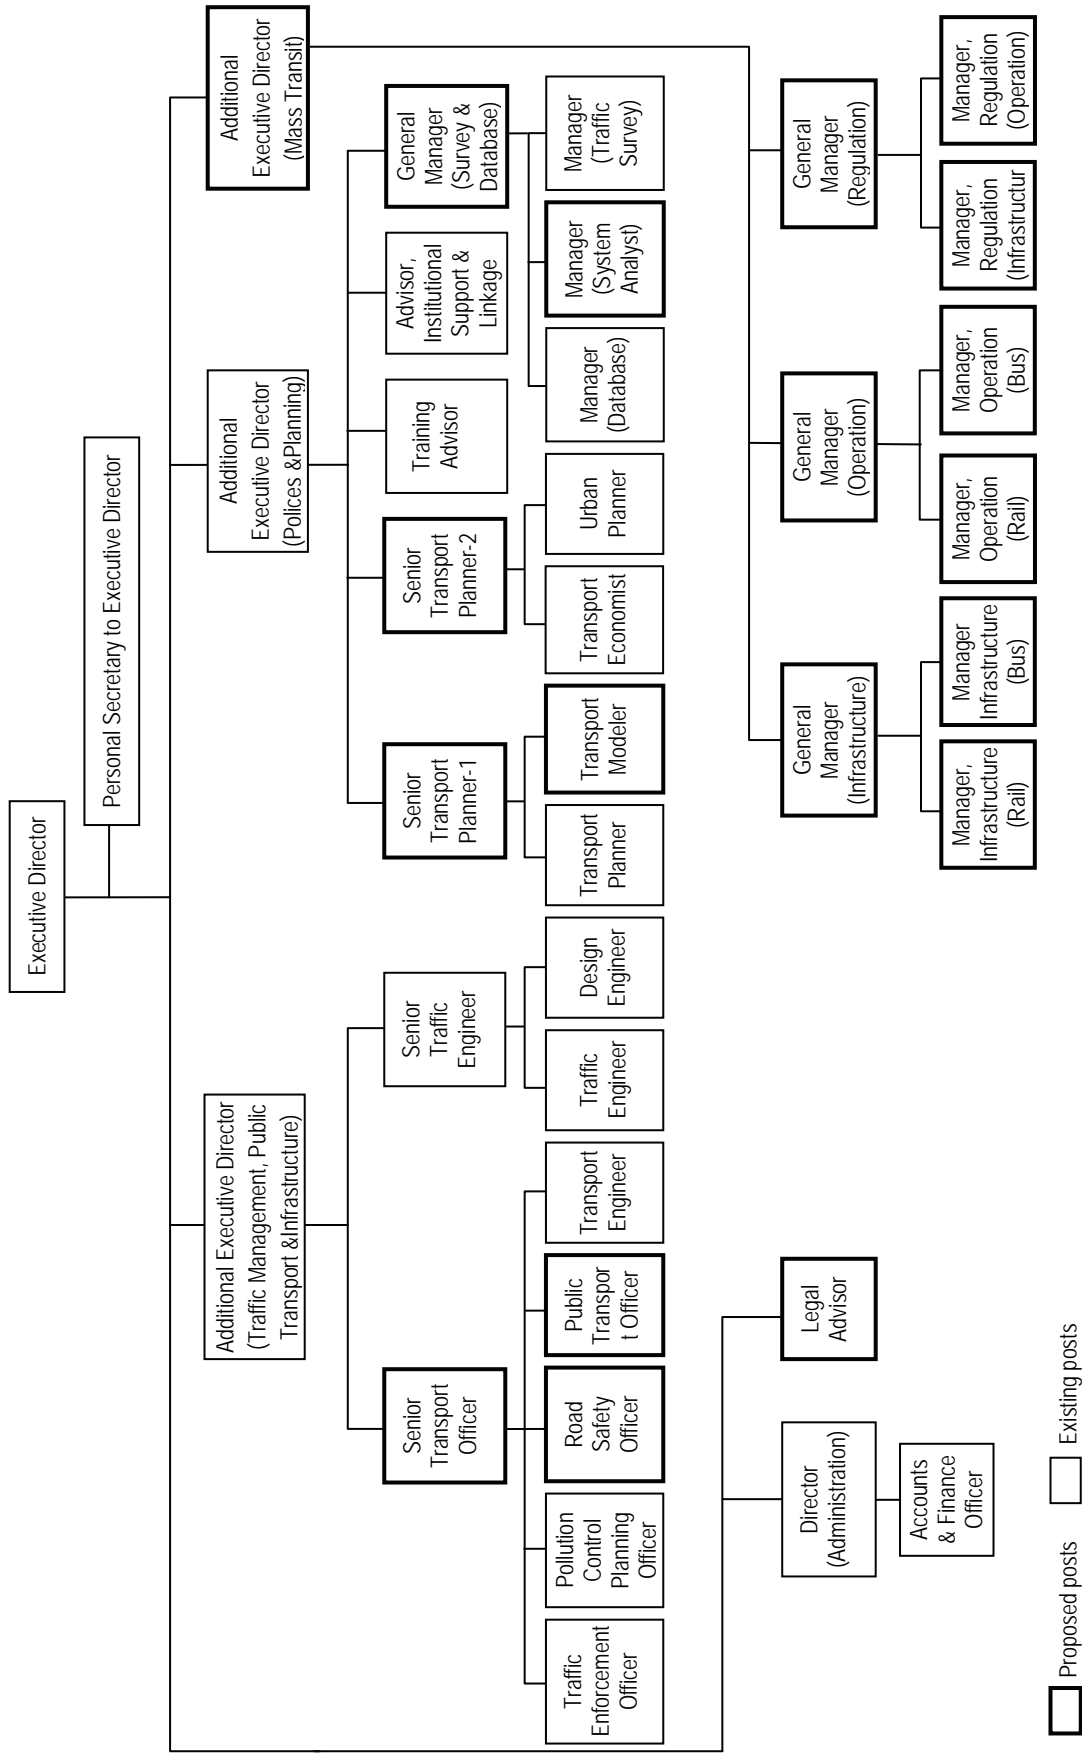 Executive Director
Personal Secretary to Executive Director
Additional Executive Director
(Traffic Management, Public
Transport &Infrastructure)
Additional
Executive Director
(Polices &Planning)
Additional
Executive Director
(Mass Transit)
Senior
Transport
Officer
Senior
Traffic
Engineer
Senior
Transport
Planner-1
Senior
Transport
Planner-2
Training
Advisor
Advisor,
Institutional
Support &
Linkage
General
Manager
(Survey &
Database)
Traffic
Enforcement
Officer
Pollution
Control
Planning
Officer
Road
Safety
Officer
Public
Transpor
t Officer
Transport
Engineer
Traffic
Engineer
Design
Engineer
Transport
Planner
Transport
Modeler
Transport
Economist
Urban
Planner
Manager
(Database)
Manager
(System
Analyst)
Manager
(Traffic
Survey)
Director
(Administration)
Legal
Advisor
General
Manager
(Infrastructure)
General
Manager
(Operation)
General
Manager
(Regulation)
Accounts
& Finance
Officer
Manager,
Infrastructure
(Rail)
Manager
Infrastructure
(Bus)
Manager,
Operation
(Rail)
Manager,
Operation
(Bus)
Manager,
Regulation
(Infrastructur
Manager,
Regulation
(Operation)
Proposed posts
Existing posts